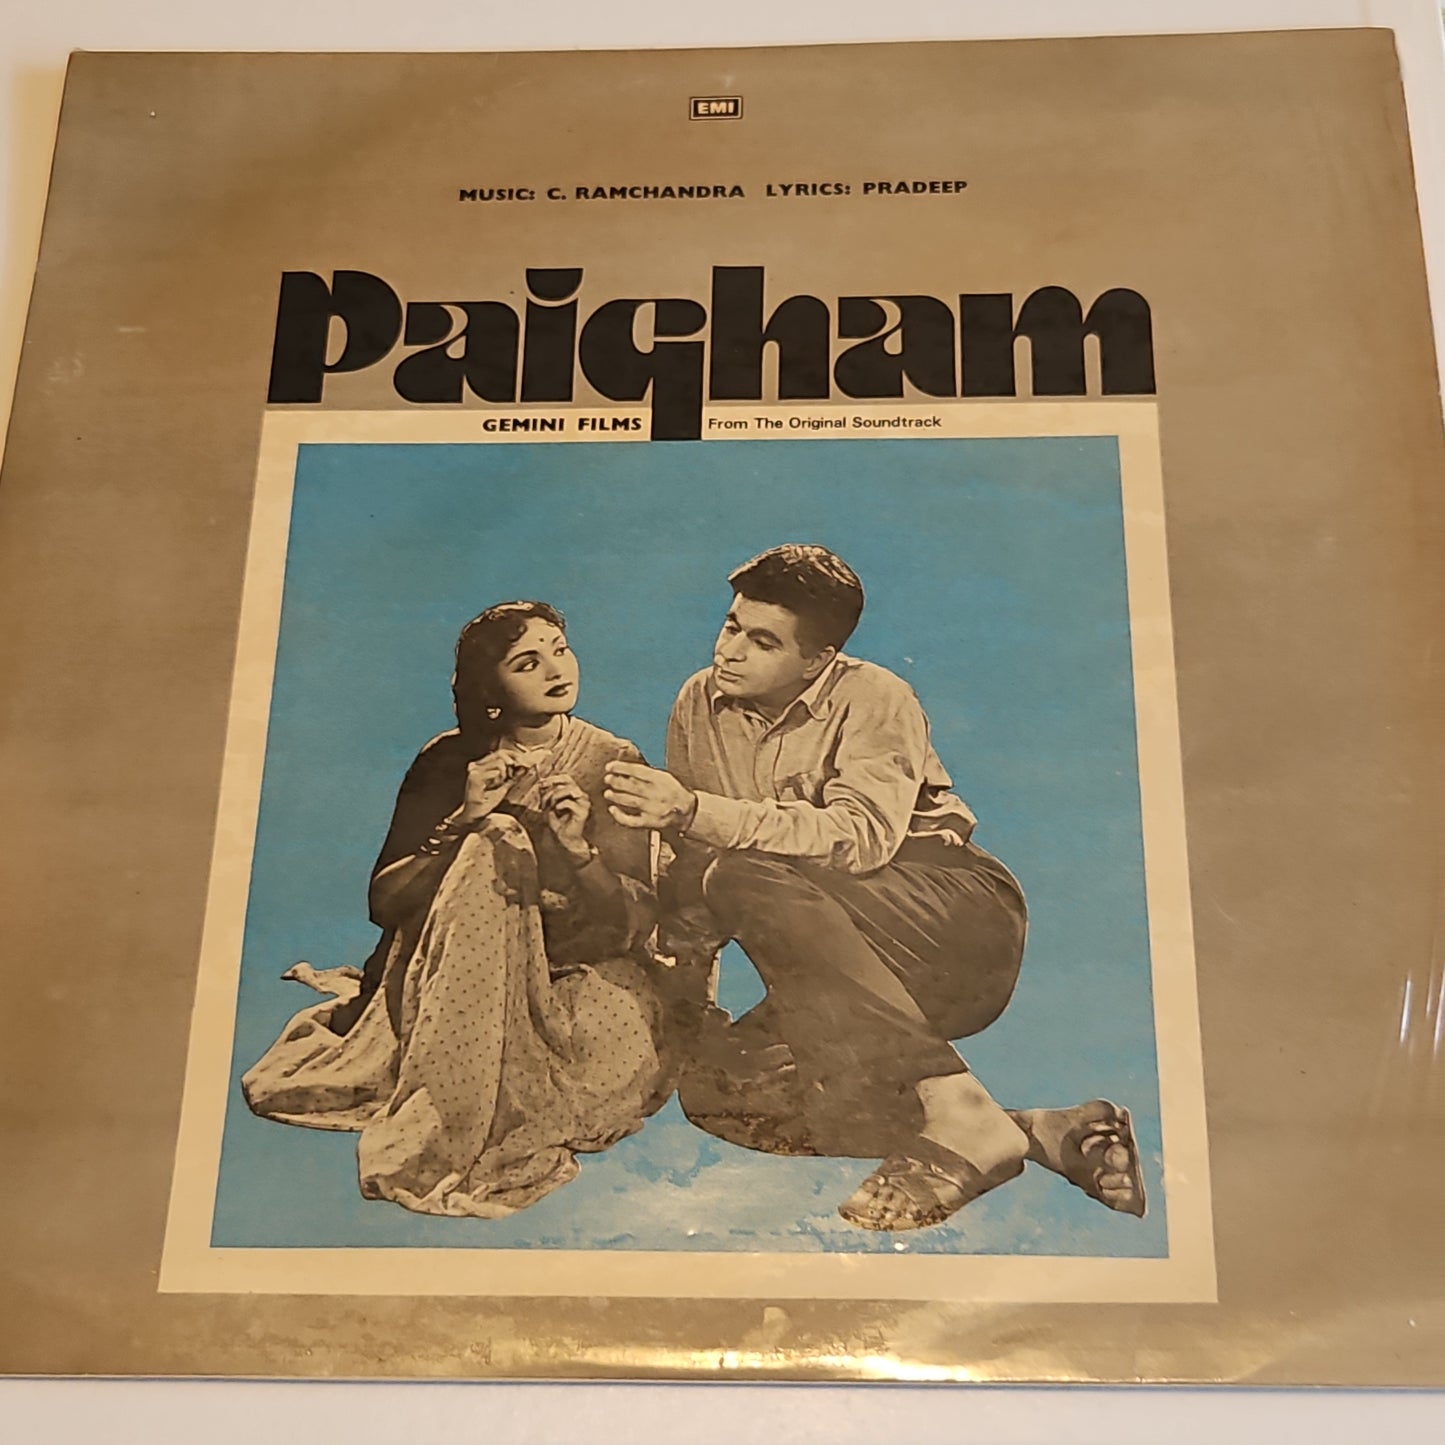 EMI
MUSIC: C. RAMCHANDRA LYRICS: PRADEEP
Paigham
GEMINI FILMS From The Original Soundtrack